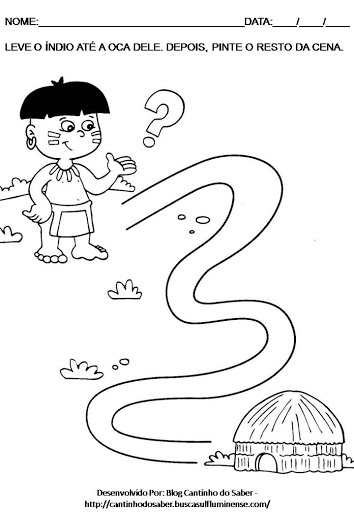 NOME:______________________________DATA:____/____/____
LEVE O ÍNDIO ATÉ A OCA DELE. DEPOIS, PINTE O RESTO DA CENA.
?
Desenvolvido Por: Blog Cantinho do Saber -
http://cantinhodosaber.buscasulfluminense.com/